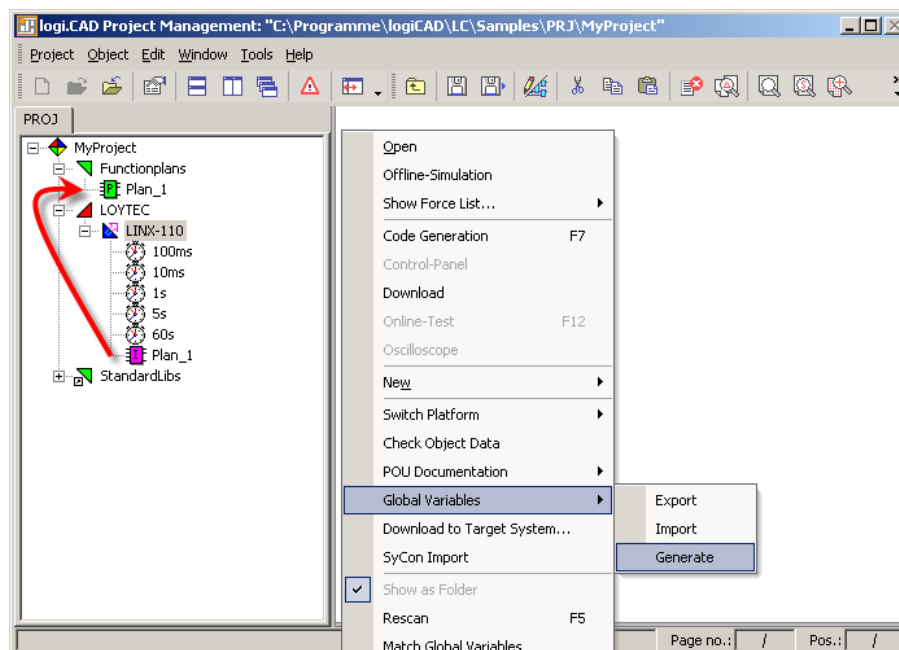 logi.CAD Project Management: "C:\Programme\logiCAD\LC\Samples\PRJ\MyProject"
Project Object Edit Window Tools Help
PROJ
MyProject
Functionplans
P Plan_1
LOYTEC
LINX-110
100ms
10ms
1s
5s
60s
I Plan_1
StandardLibs
Open
Offline-Simulation
Show Force List...
Code Generation F7
Control-Panel
Download
Online-Test F12
Oscilloscope
New
Switch Platform
Check Object Data
POU Documentation
Global Variables
Download to Target System...
SyCon Import
Show as Folder
Rescan F5
Match Global Variables
Export
Import
Generate
Page no.: / Pos.: /